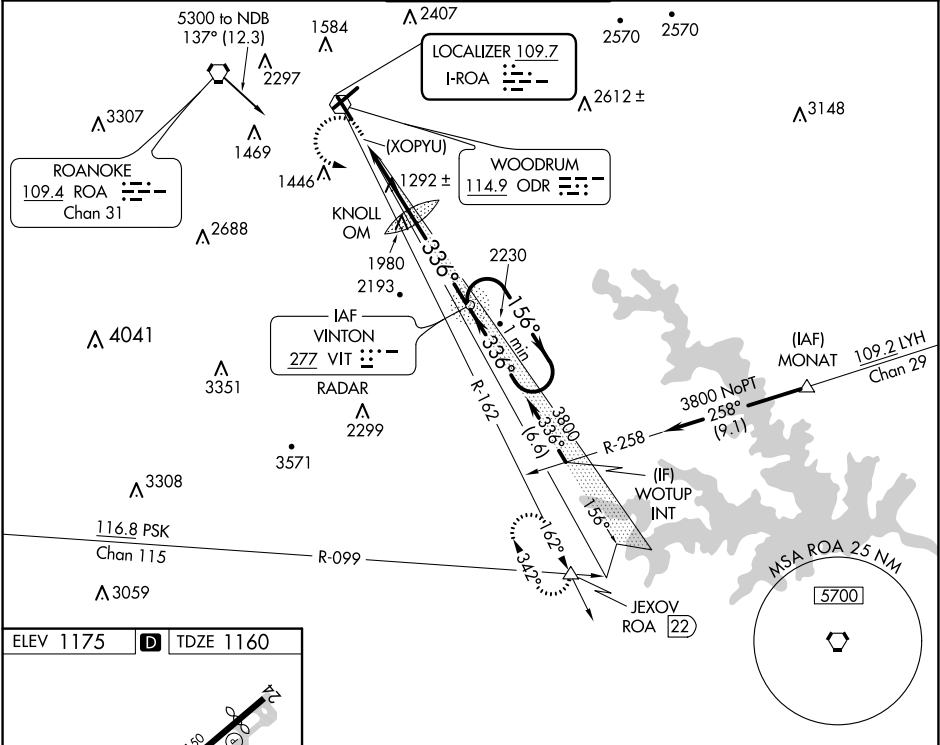 5300 to NDB
137° (12.3)
1584
2407
2570
2570
2297
LOCALIZER 109.7
I-ROA
2612 ±
3148
3307
1469
(XOPYU)
ROANOKE
109.4 ROA
Chan 31
1446
1292 ±
WOODRUM
114.9 ODR
KNOLL
OM
2688
1980
336°
2230
2193
156°
1 min
IAF
VINTON
277 VIT
RADAR
336°
4041
3351
(IAF)
MONAT
109.2 LYH
Chan 29
R-162
3800
3800 NoPT
258°
(9.1)
2299
336°
(6.6)
R-258
3571
(IF)
WOTUP
INT
3308
156°
116.8 PSK
Chan 115
R-099
162°
342°
MSA ROA 25 NM
5700
3059
JEXOV
ROA 22
ELEV 1175 D TDZE 1160
24
50
P